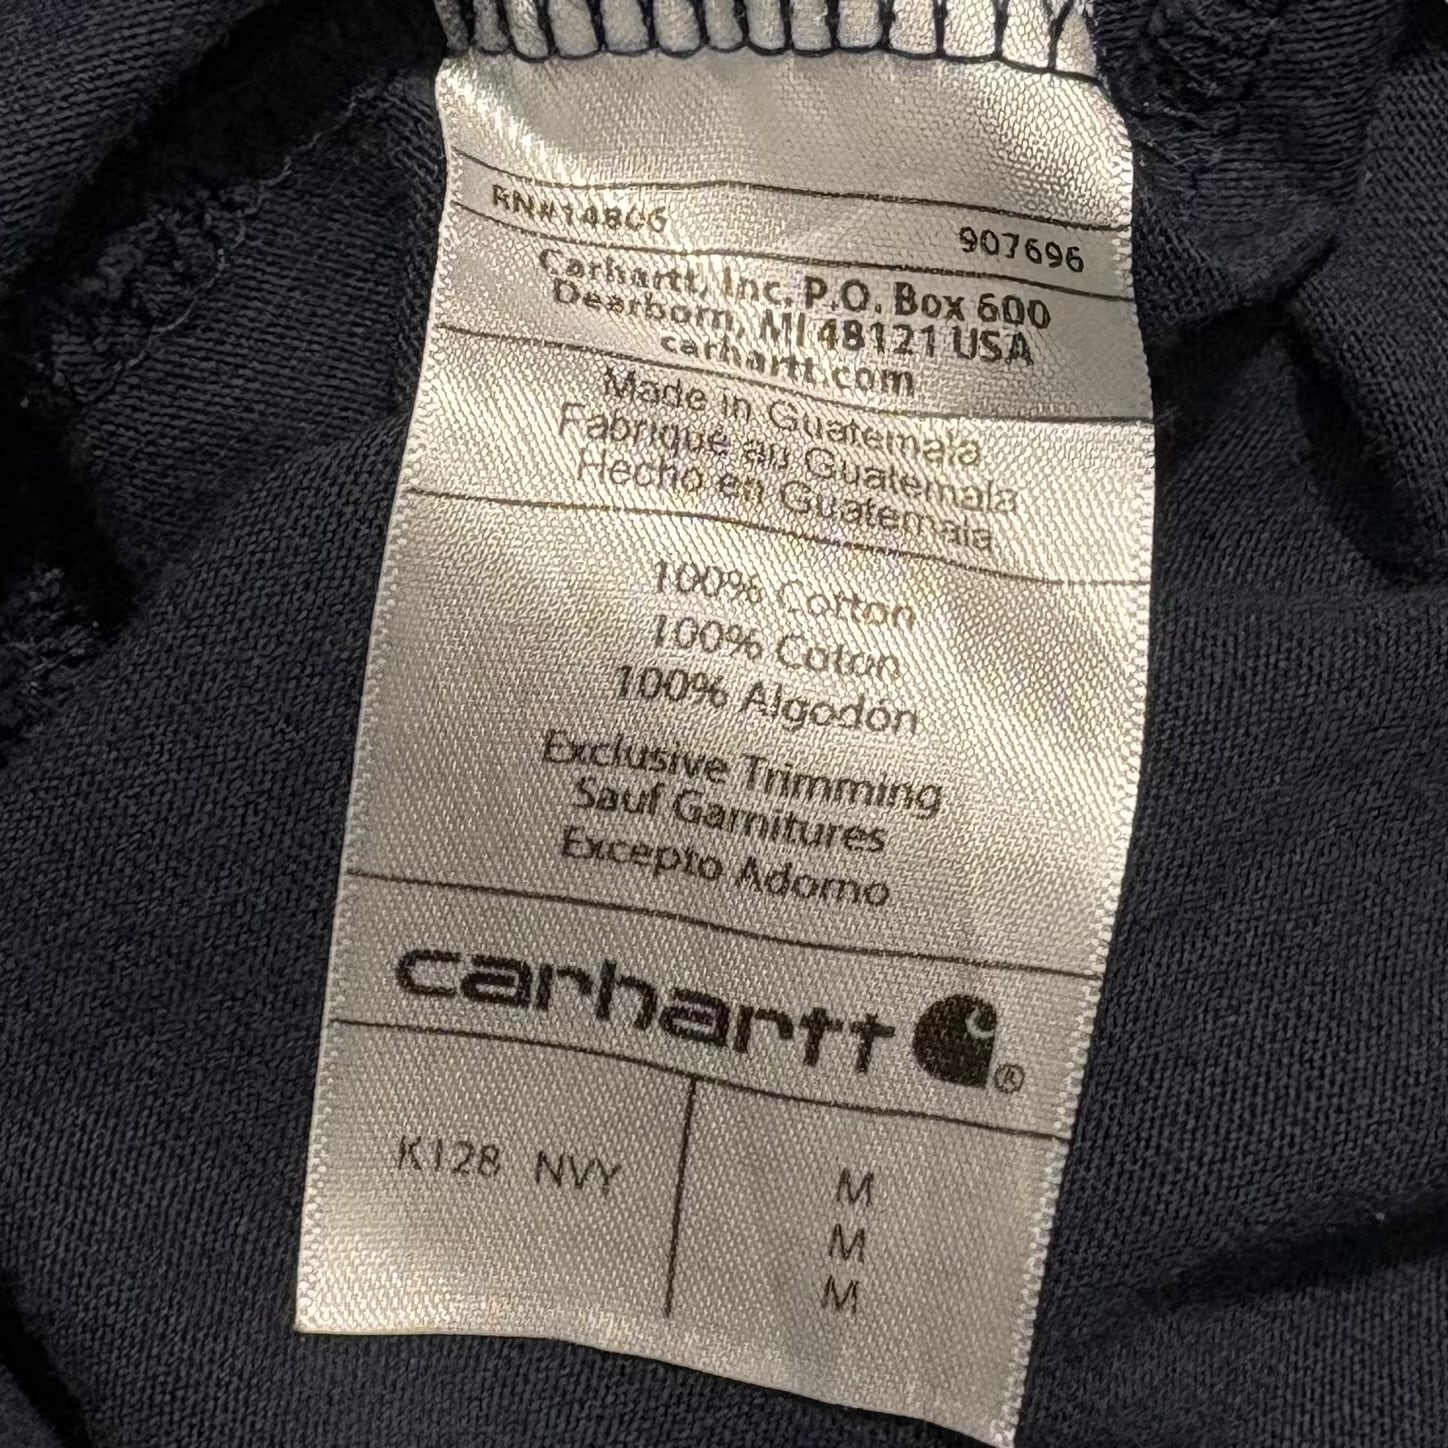 RN#14806 907696
Carhartt, Inc. P.O. Box 600
Dearborn, MI 48121 USA
carhartt.com
Made in Guatemala
Fabriqué au Guatemala
Hecho en Guatemala
100% Cotton
100% Coton
100% Algodón
Exclusive Trimming
Sauf Garnitures
Excepto Adorno
carhartt ®
K128 NVY M
M
M